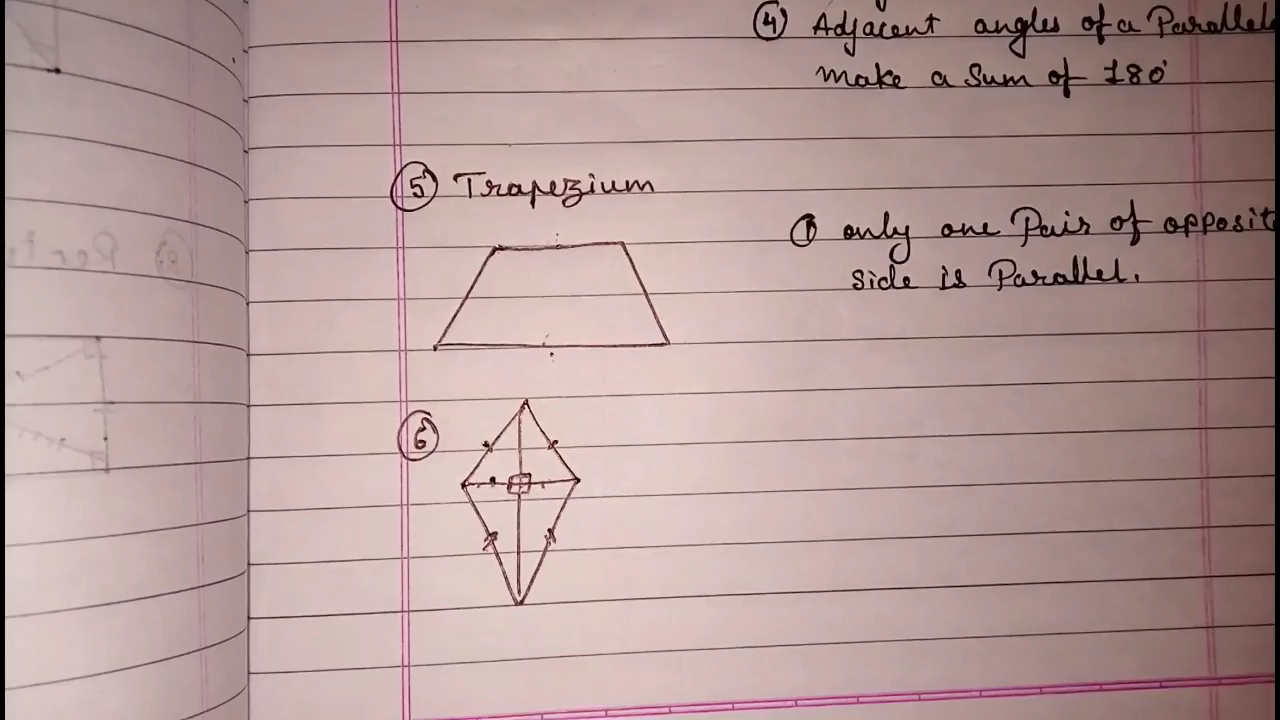 ④ Adjacent angles of a Parallel
make a Sum of 180°
⑤ Trapezium
① only one Pair of opposit
side is Parallel.
⑥